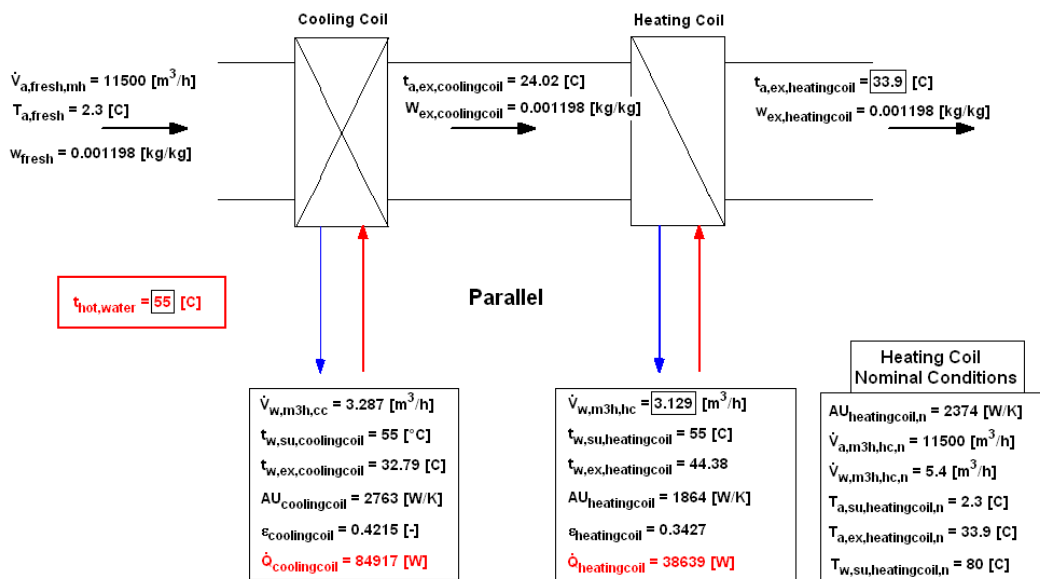 Cooling Coil
Heating Coil
V̇a,fresh,mh = 11500 [m³/h]
Ta,fresh = 2.3 [C]
wfresh = 0.001198 [kg/kg]
ta,ex,coolingcoil = 24.02 [C]
Wex,coolingcoil = 0.001198 [kg/kg]
ta,ex,heatingcoil = 33.9 [C]
wex,heatingcoil = 0.001198 [kg/kg]
thot,water = 55 [C]
Parallel
V̇w,m3h,cc = 3.287 [m³/h]
tw,su,coolingcoil = 55 [°C]
tw,ex,coolingcoil = 32.79 [C]
AUcoolingcoil = 2763 [W/K]
εcoolingcoil = 0.4215 [-]
Q̇coolingcoil = 84917 [W]
V̇w,m3h,hc = 3.129 [m³/h]
tw,su,heatingcoil = 55 [C]
tw,ex,heatingcoil = 44.38
AUheatingcoil = 1864 [W/K]
εheatingcoil = 0.3427
Q̇heatingcoil = 38639 [W]
Heating Coil
Nominal Conditions
AUheatingcoil,n = 2374 [W/K]
V̇a,m3h,hc,n = 11500 [m³/h]
V̇w,m3h,hc,n = 5.4 [m³/h]
Ta,su,heatingcoil,n = 2.3 [C]
Ta,ex,heatingcoil,n = 33.9 [C]
Tw,su,heatingcoil,n = 80 [C]